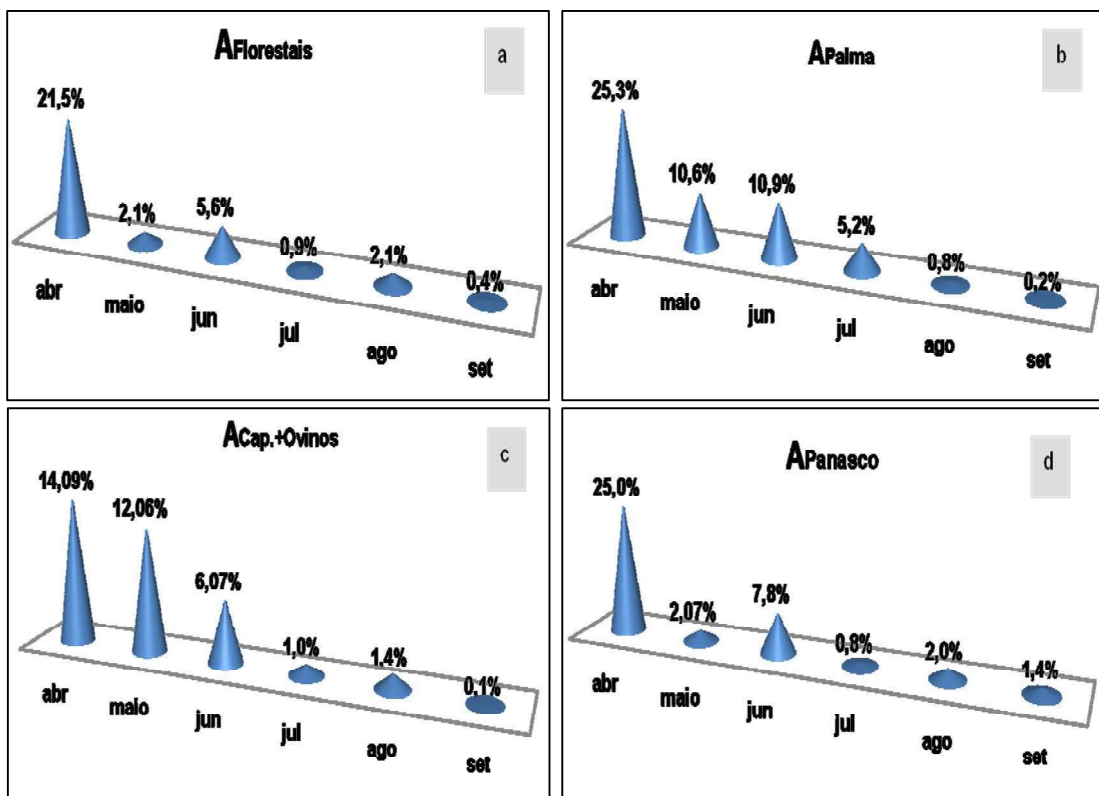 AFlorestais
a
21,5%
2,1%
5,6%
0,9%
2,1%
0,4%
abr
maio
jun
jul
ago
set
APalma
b
25,3%
10,6%
10,9%
5,2%
0,8%
0,2%
abr
maio
jun
jul
ago
set
ACap.+Ovinos
c
14,09%
12,06%
6,07%
1,0%
1,4%
0,1%
abr
maio
jun
jul
ago
set
APanasco
d
25,0%
2,07%
7,8%
0,8%
2,0%
1,4%
abr
maio
jun
jul
ago
set